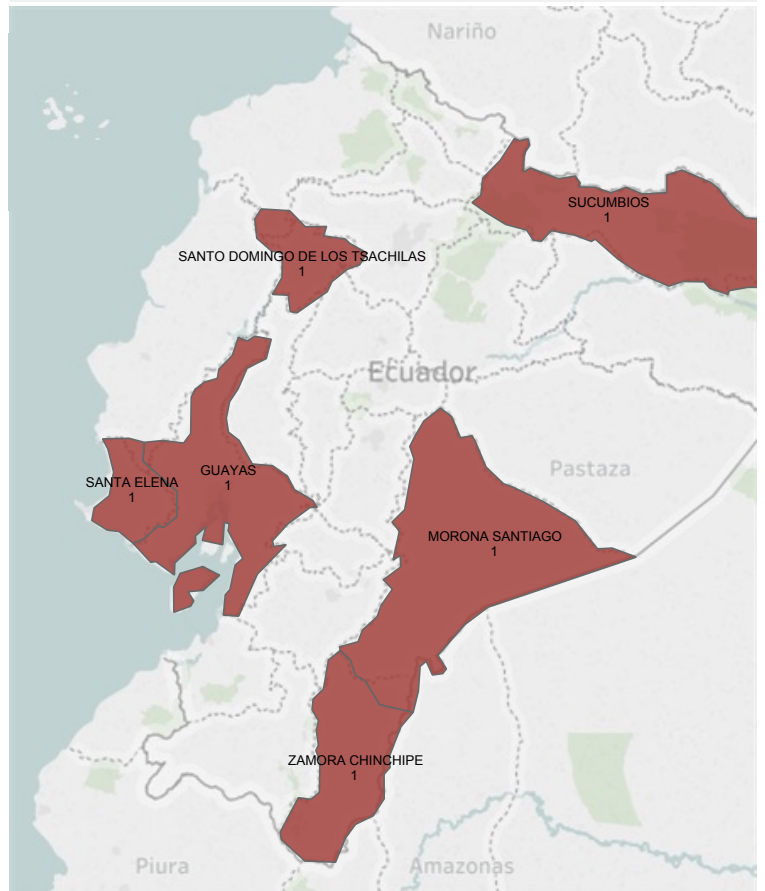 Nariño
SUCUMBIOS
1
SANTO DOMINGO DE LOS TSACHILAS
1
Ecuador
Pastaza
GUAYAS
1
SANTA ELENA
1
MORONA SANTIAGO
1
ZAMORA CHINCHIPE
1
Piura
Amazonas